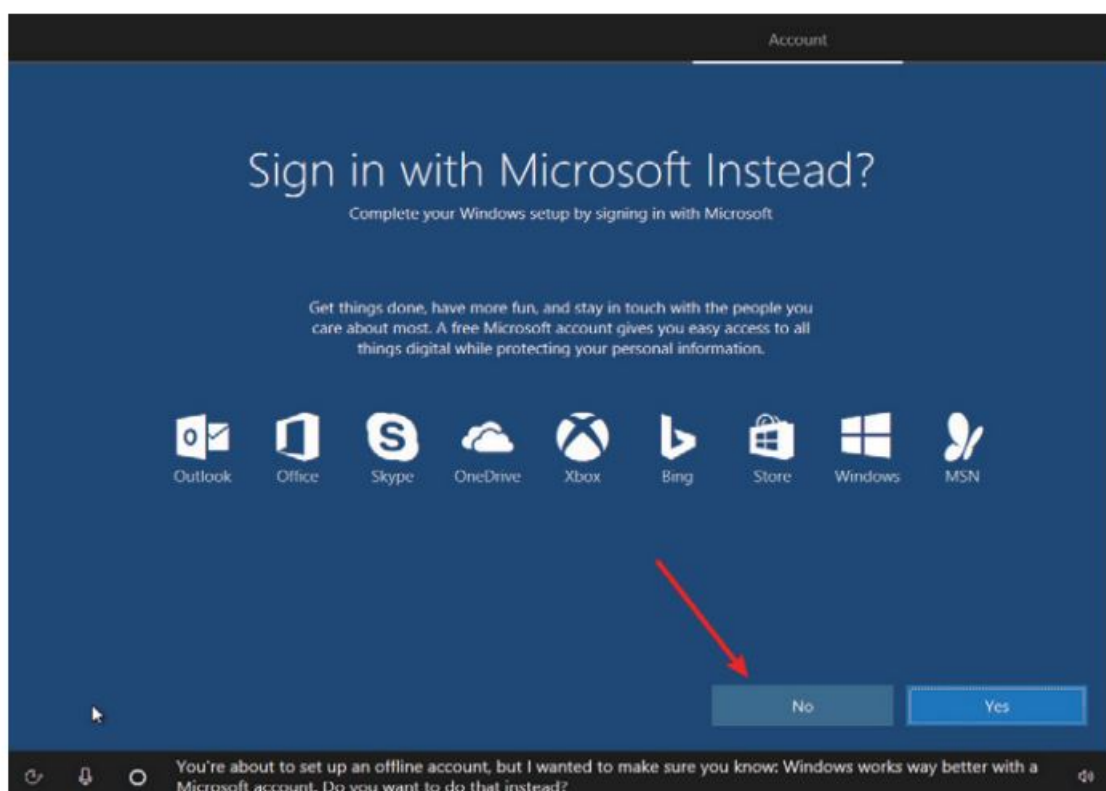 Account
Sign in with Microsoft Instead?
Complete your Windows setup by signing in with Microsoft
Get things done, have more fun, and stay in touch with the people you
care about most. A free Microsoft account gives you easy access to all
things digital while protecting your personal information.
Outlook Office Skype OneDrive Xbox Bing Store Windows MSN
No Yes
You're about to set up an offline account, but I wanted to make sure you know: Windows works way better with a
Microsoft account. Do you want to do that instead?